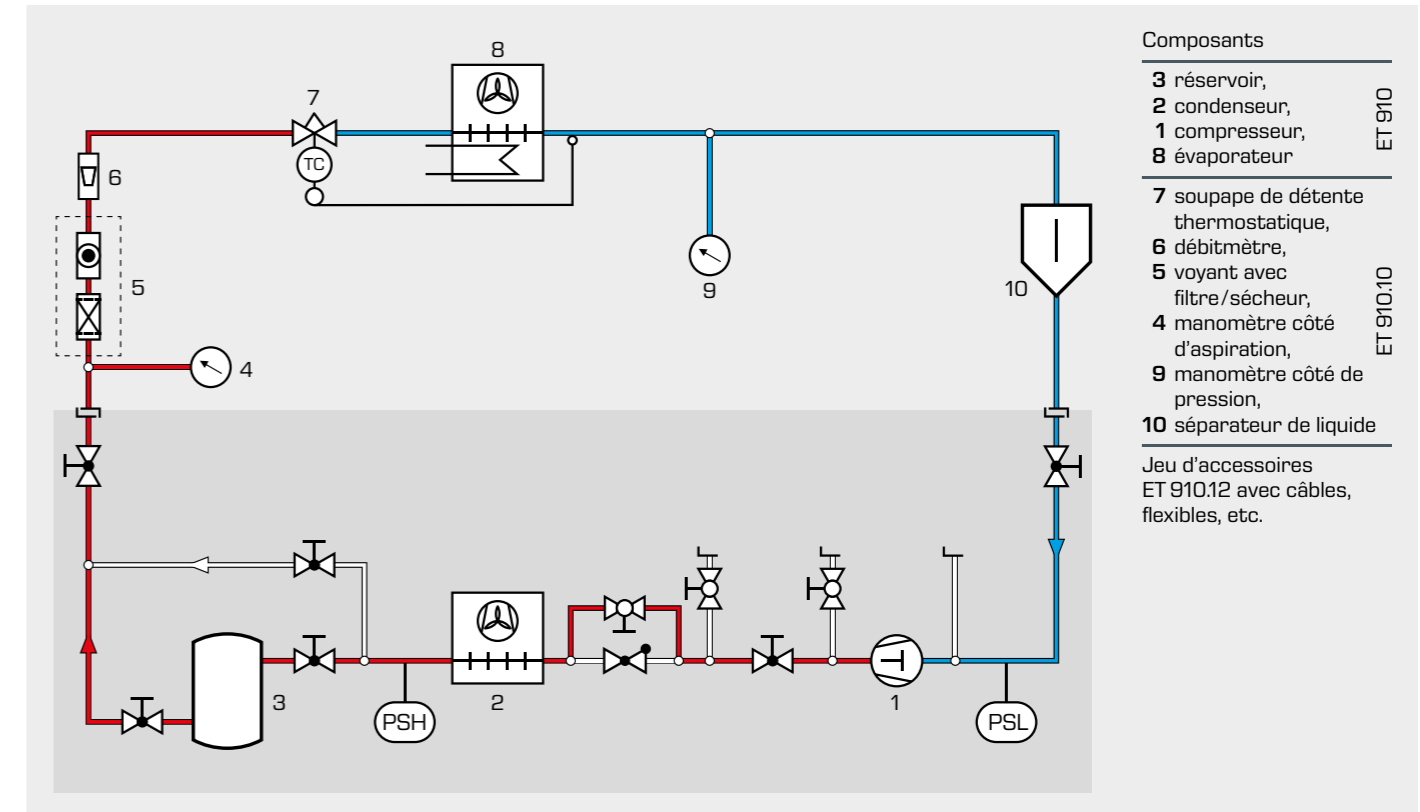 8
7
TC
6
5
4
9
10
3
PSH
2
1
PSL
Composants
3 réservoir,
2 condenseur,
1 compresseur,
8 évaporateur
ET 910
7 soupape de détente
thermostatique,
6 débitmètre,
5 voyant avec
filtre/sécheur,
4 manomètre côté
d'aspiration,
9 manomètre côté de
pression,
10 séparateur de liquide
ET 910.10
Jeu d'accessoires
ET 910.12 avec câbles,
flexibles, etc.